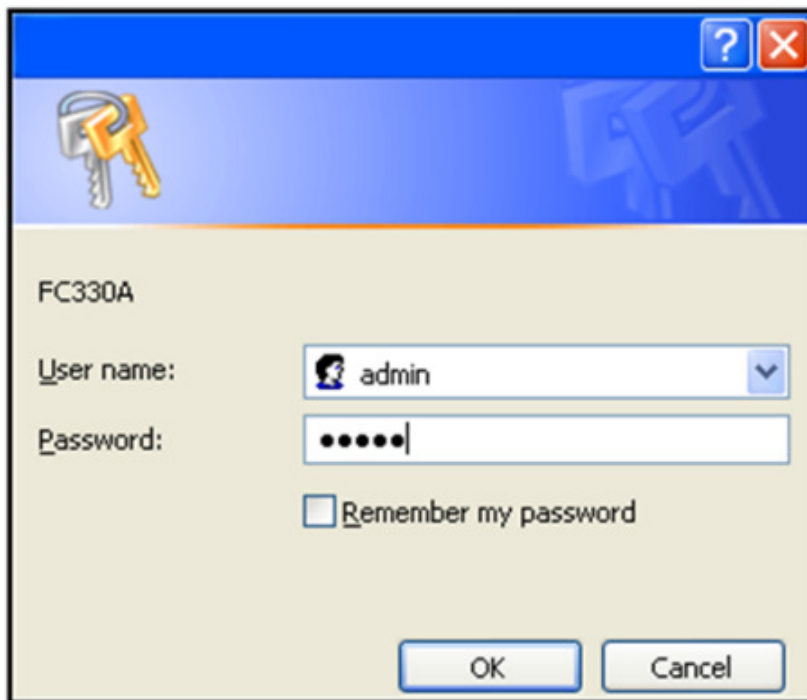 FC330A
User name: admin
Password: •••••
Remember my password
OK Cancel